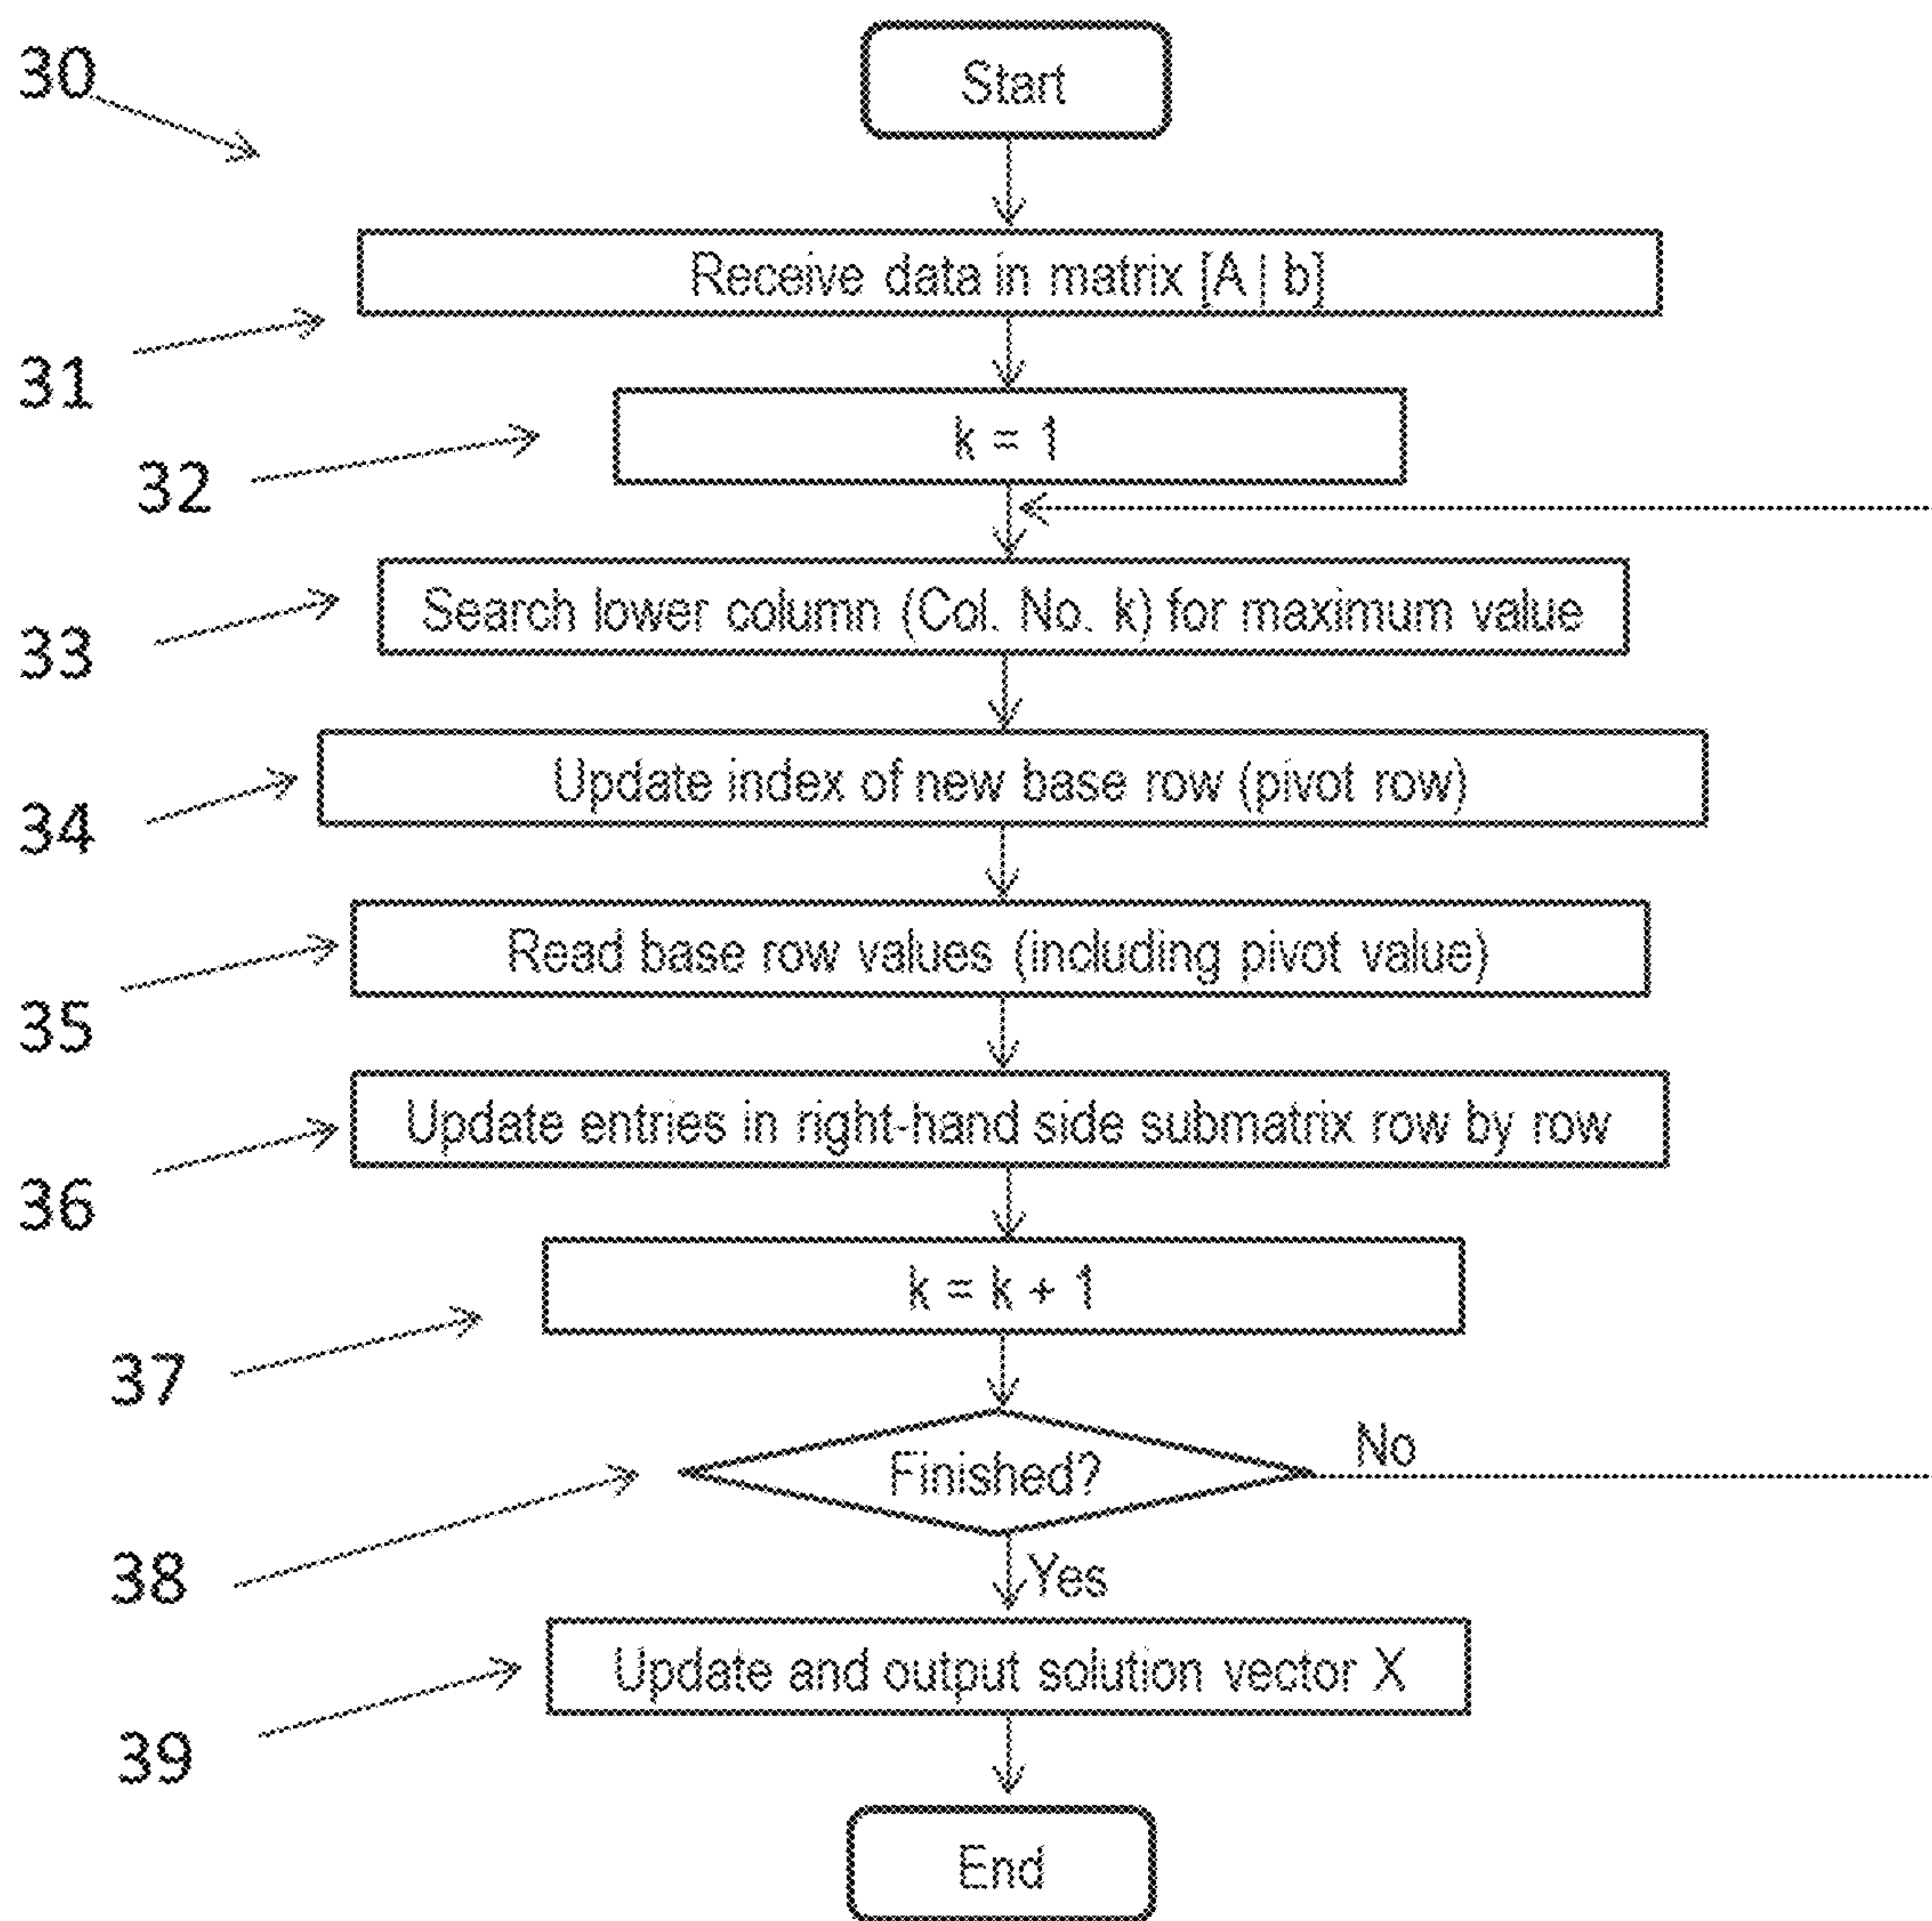 30
Start
Receive data in matrix [A | b]
31
k = 1
32
Search lower column (Col. No. k) for maximum value
33
Update index of new base row (pivot row)
34
Read base row values (including pivot value)
35
Update entries in right-hand side submatrix row by row
36
k = k + 1
37
Finished?
No
38
Yes
Update and output solution vector X
39
End